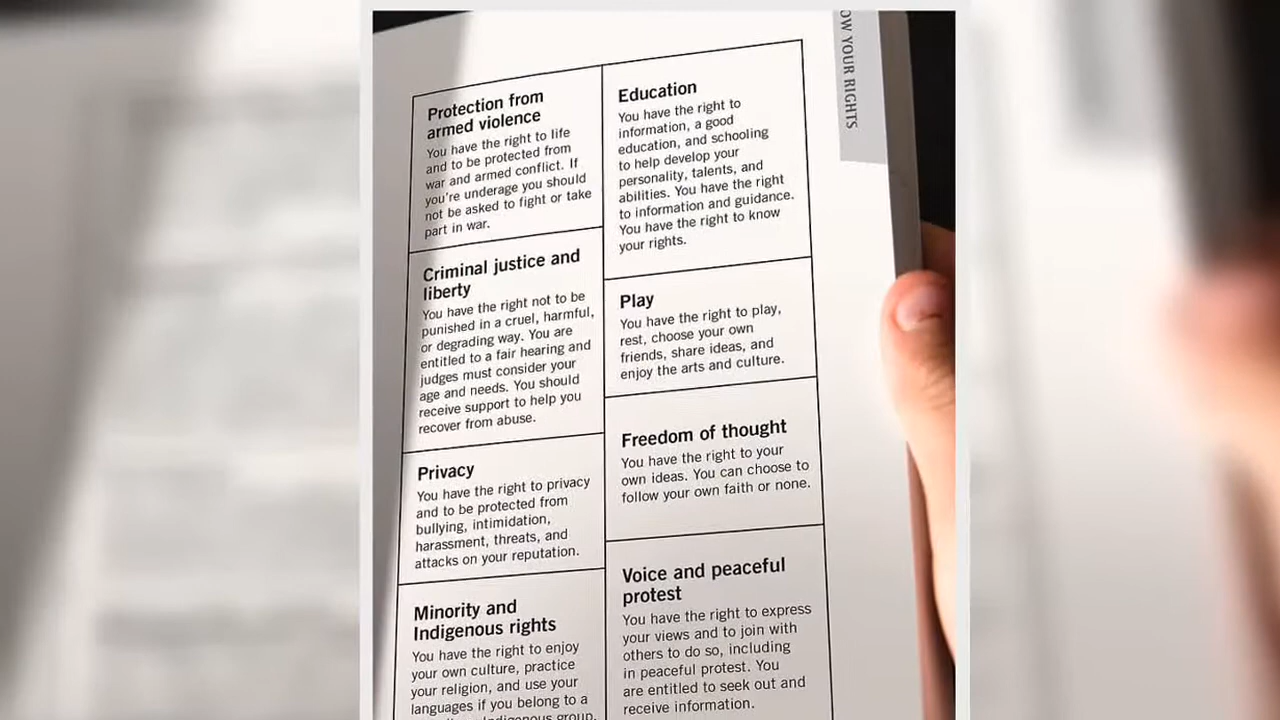 OW YOUR RIGHTS
Protection from
armed violence
You have the right to life
and to be protected from
war and armed conflict. If
you're underage you should
not be asked to fight or take
part in war.
Criminal justice and
liberty
You have the right not to be
punished in a cruel, harmful,
or degrading way. You are
entitled to a fair hearing and
judges must consider your
age and needs. You should
receive support to help you
recover from abuse.
Privacy
You have the right to privacy
and to be protected from
bullying, intimidation,
harassment, threats, and
attacks on your reputation.
Minority and
Indigenous rights
You have the right to enjoy
your own culture, practice
your religion, and use your
languages if you belong to a
Indigenous group.
Education
You have the right to
information, a good
education, and schooling
to help develop your
personality, talents, and
abilities. You have the right
to information and guidance.
You have the right to know
your rights.
Play
You have the right to play,
rest, choose your own
friends, share ideas, and
enjoy the arts and culture.
Freedom of thought
You have the right to your
own ideas. You can choose to
follow your own faith or none.
Voice and peaceful
protest
You have the right to express
your views and to join with
others to do so, including
in peaceful protest. You
are entitled to seek out and
receive information.